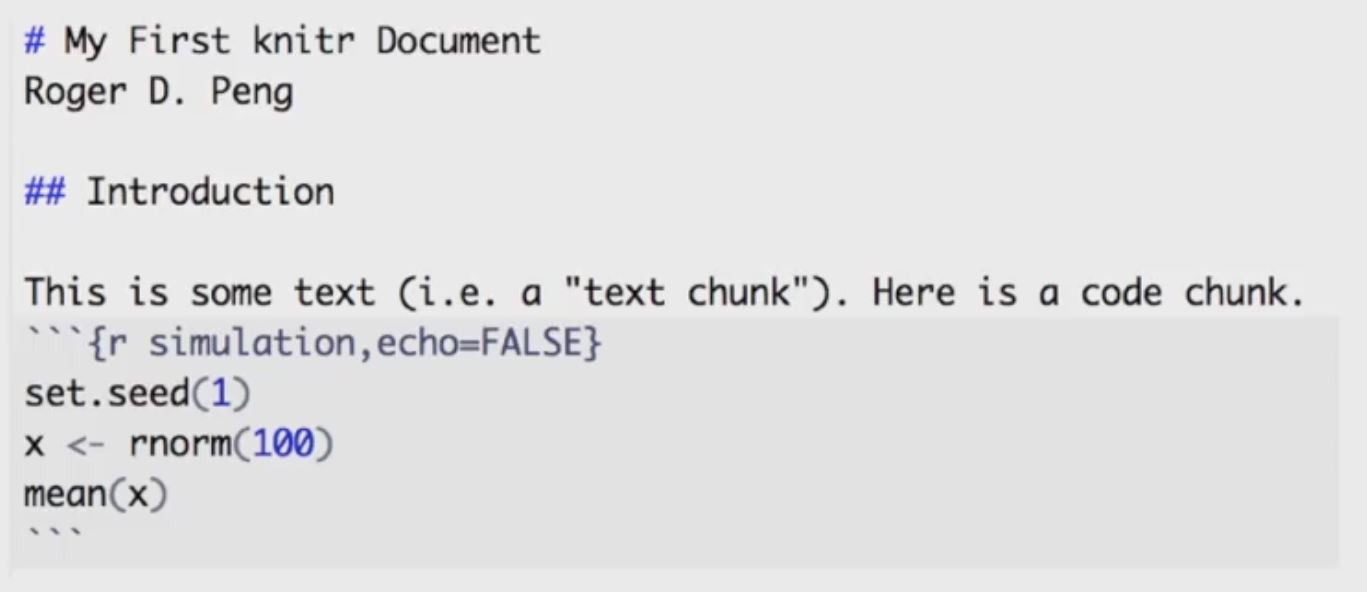 # My First knitr Document
Roger D. Peng
## Introduction
This is some text (i.e. a "text chunk"). Here is a code chunk.
```{r simulation,echo=FALSE}
set.seed(1)
x <- rnorm(100)
mean(x)
```